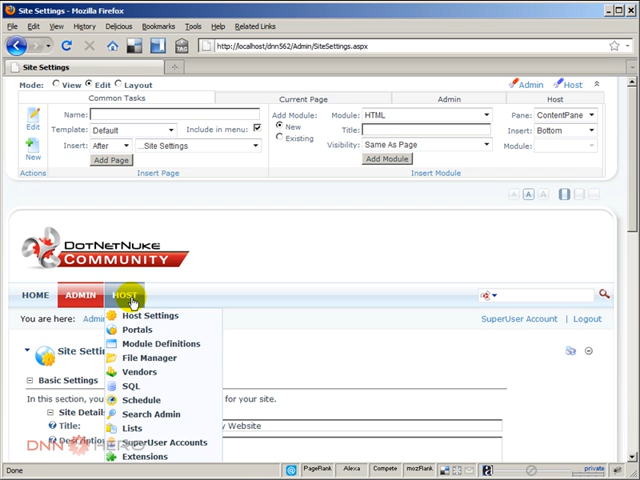 Site Settings - Mozilla Firefox
File Edit View History Delicious Bookmarks Tools Help Related Links
http://localhost/dnn562/Admin/SiteSettings.aspx
Site Settings
Mode: View Edit Layout
Admin Host
Common Tasks Current Page Admin Host
Edit
New
Actions
Name:
Template: Default Include in menu:
Insert: After ...Site Settings
Add Page
Insert Page
Add Module: New Existing
Module: HTML
Title:
Visibility: Same As Page
Add Module
Pane: ContentPane
Insert: Bottom
Module:
Insert Module
A A A
DOTNETNUKE
COMMUNITY
HOME ADMIN HOST
You are here: Admi
SuperUser Account | Logout
Host Settings
Portals
Module Definitions
File Manager
Vendors
SQL
Schedule
Search Admin
Lists
SuperUser Accounts
Extensions
Site Setti
Basic Settings
In this section, you for your site.
Site Detail
Title: y Website
Description
DNN HERO
Done
PageRank Alexa Compete mozRank private